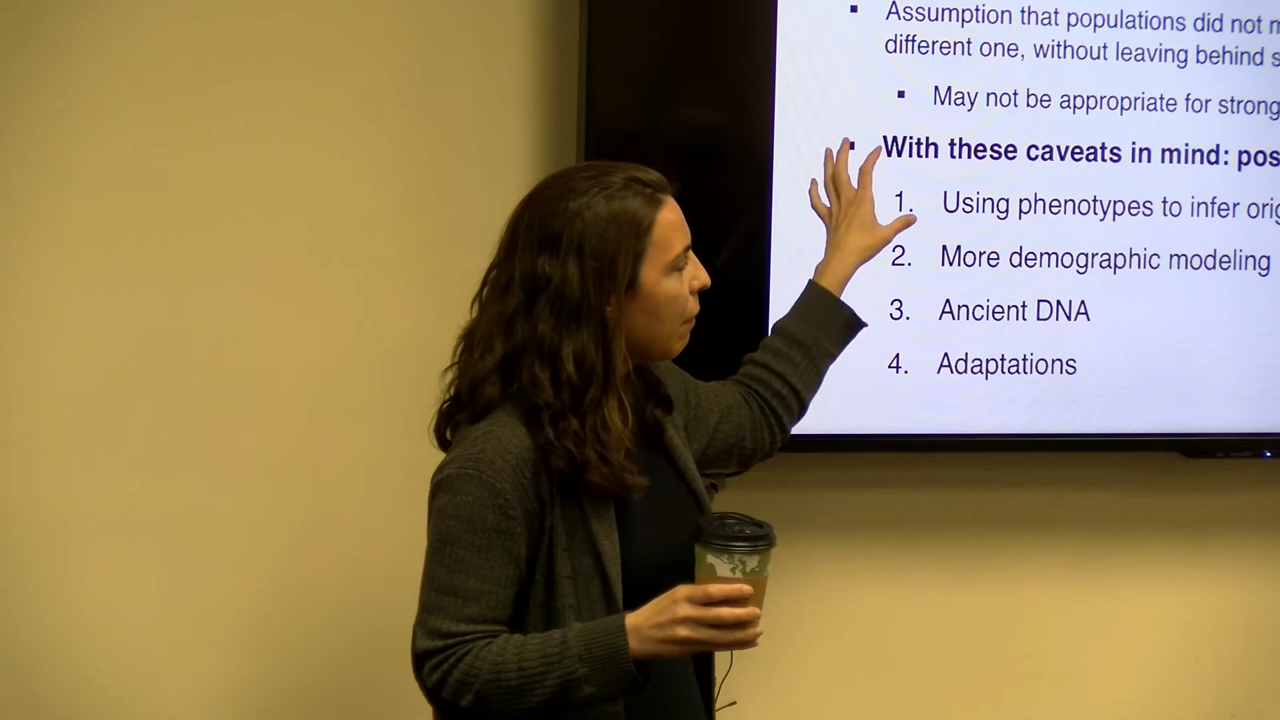 Assumption that populations did not
different one, without leaving behind
May not be appropriate for strong
With these caveats in mind:
1. Using phenotypes to infer
2. More demographic modeling
3. Ancient DNA
4. Adaptations